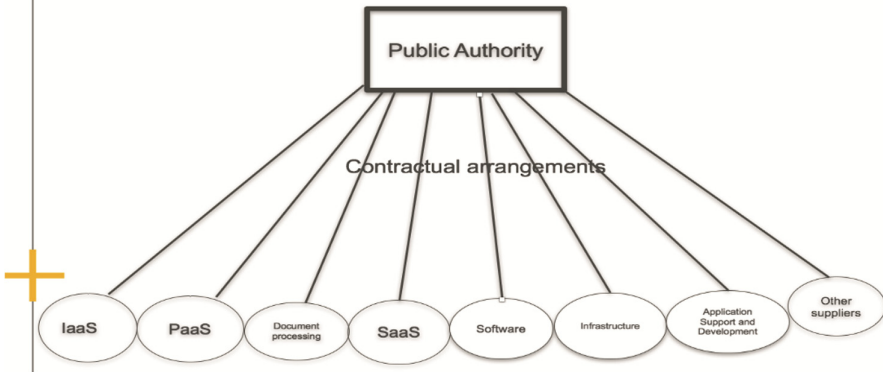 Public Authority
Contractual arrangements
IaaS
PaaS
Document
processing
SaaS
Software
Infrastructure
Application
Support and
Development
Other
suppliers